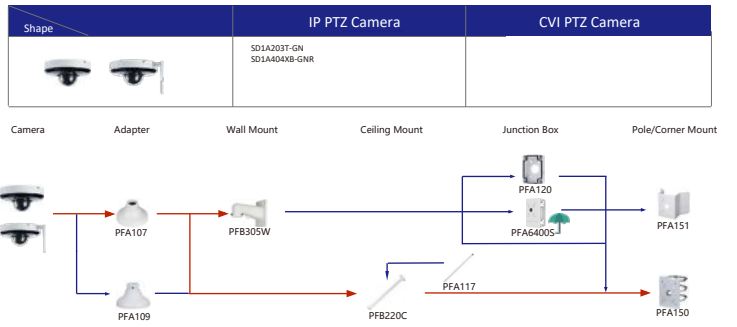 Shape
IP PTZ Camera
CVI PTZ Camera
SD1A203T-GN
SD1A404XB-GNR
Camera
Adapter
Wall Mount
Ceiling Mount
Junction Box
Pole/Corner Mount
PFA120
PFA107
PFB305W
PFA6400S
PFA151
PFA117
PFA109
PFB220C
PFA150